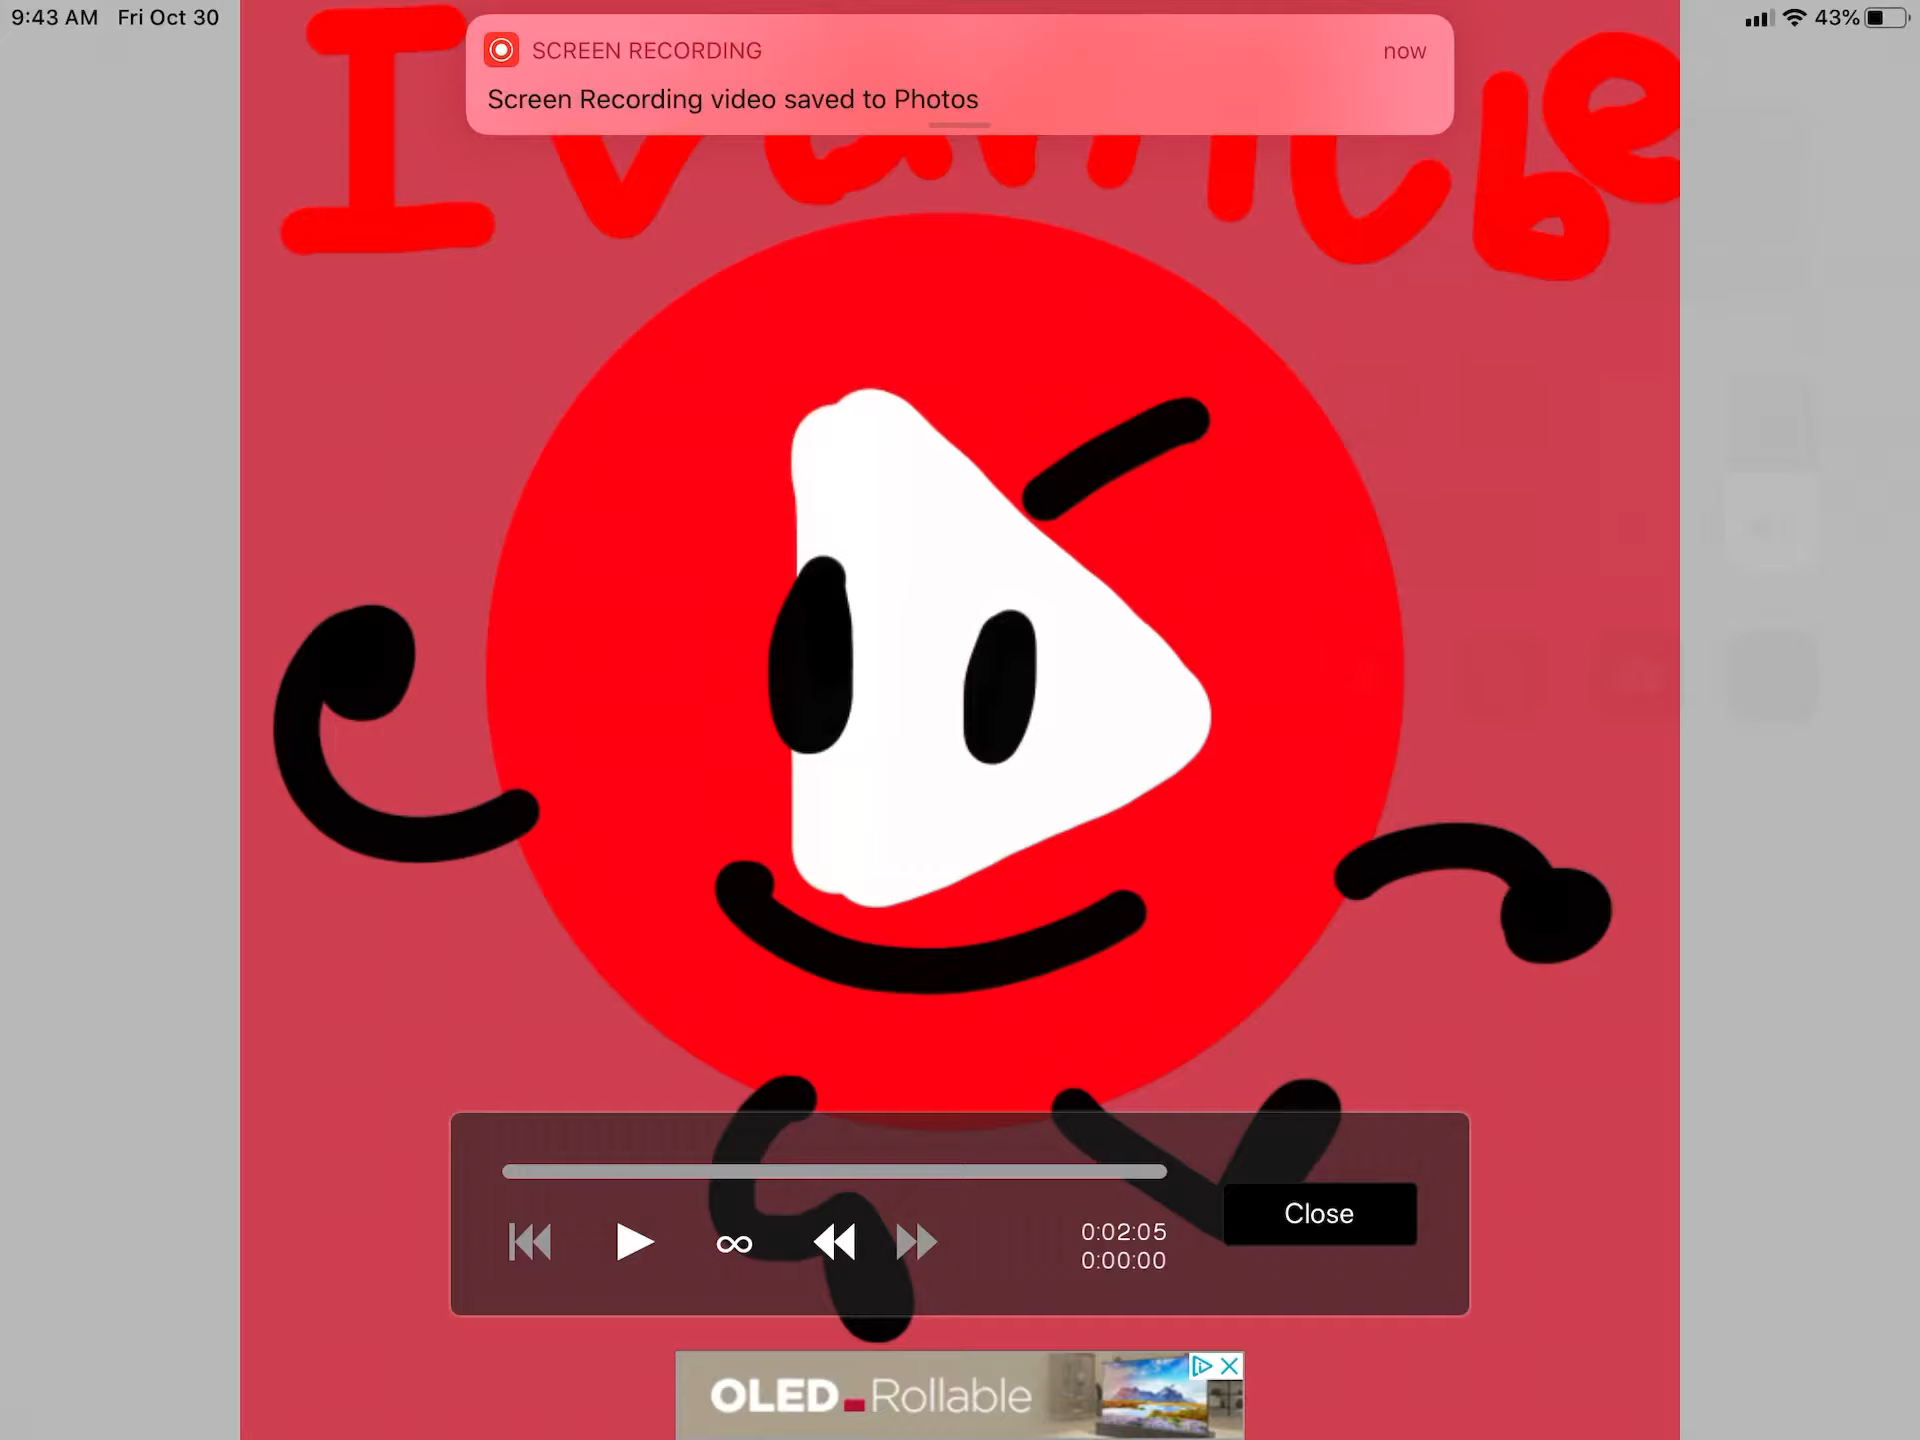 9:43 AM Fri Oct 30
43%
SCREEN RECORDING
now
Screen Recording video saved to Photos
0:02:05
0:00:00
Close
OLED Rollable